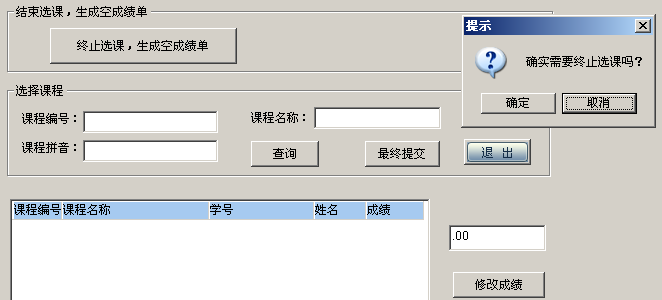 结束选课，生成空成绩单
终止选课，生成空成绩单
提示
确实需要终止选课吗？
确定
取消
选择课程
课程编号：
课程名称：
课程拼音：
查询
最终提交
退 出
课程编号 课程名称 学号 姓名 成绩
.00
修改成绩